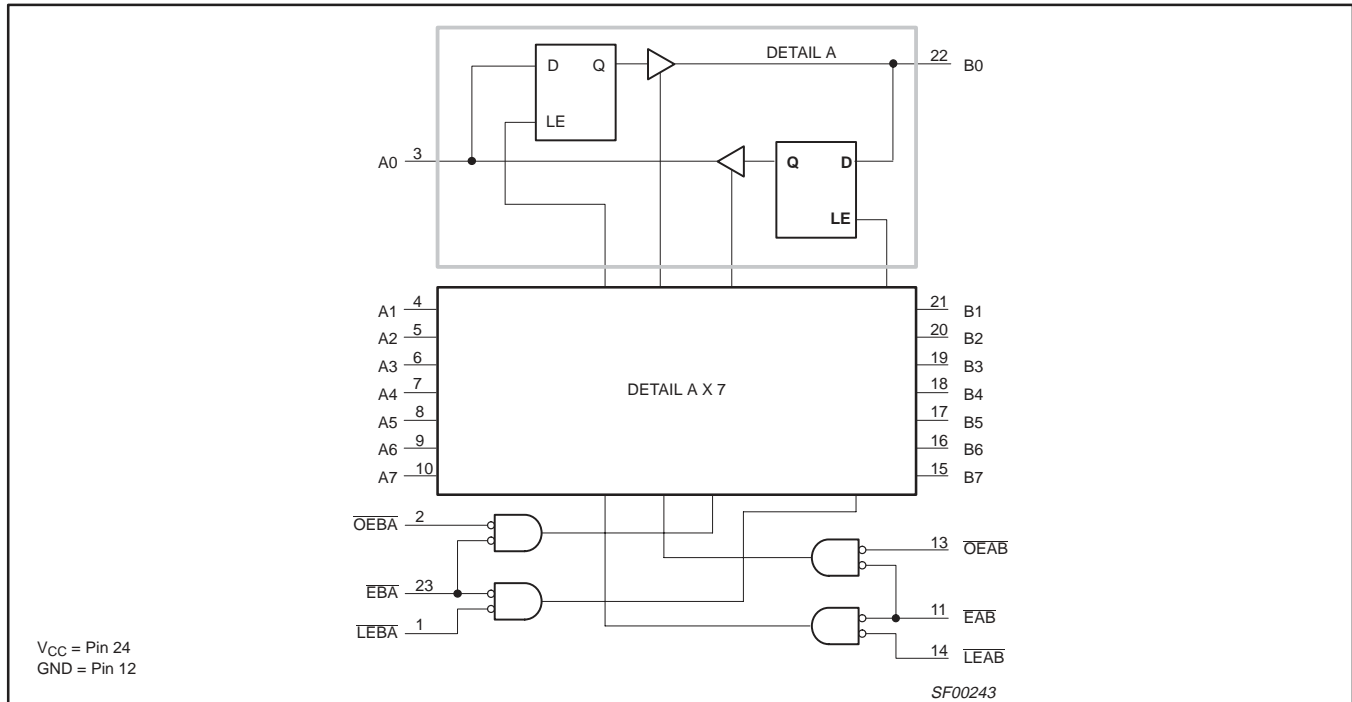 DETAIL A
D Q
LE
22 B0
A0 3
Q D
LE
A1 4
21 B1
A2 5
20 B2
A3 6
19 B3
A4 7
18 B4
DETAIL A X 7
A5 8
17 B5
A6 9
16 B6
A7 10
15 B7
OEBA 2
13 OEAB
EBA 23
11 EAB
LEBA 1
14 LEAB
VCC = Pin 24
GND = Pin 12
SF00243